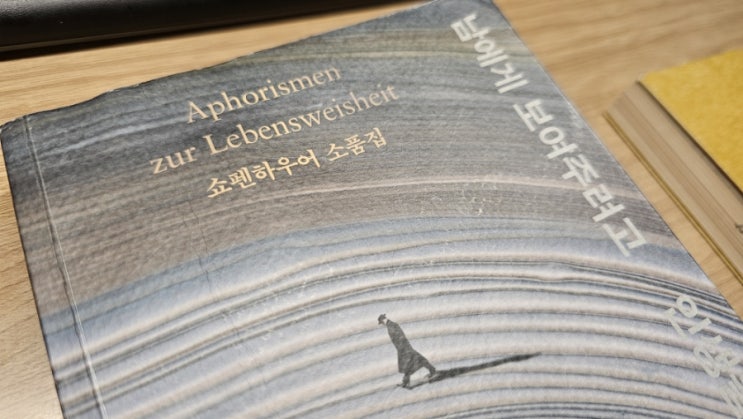 Aphorismen
zur Lebensweisheit
쇼펜하우어 소품집
남에게 보여주려고